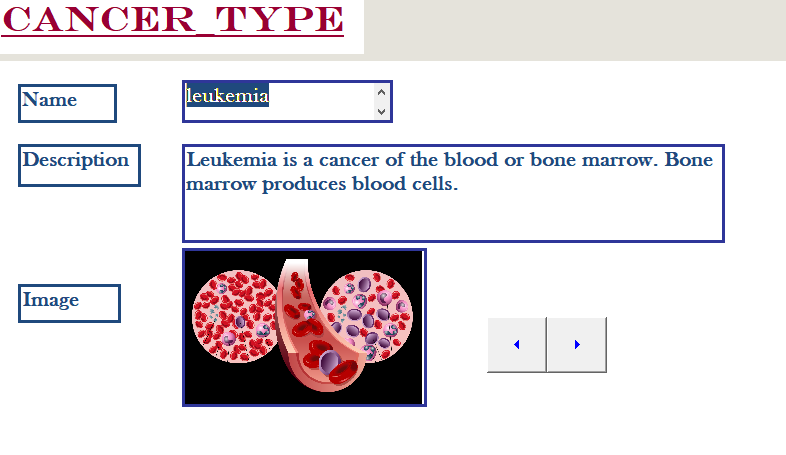 CANCER_TYPE
Name
leukemia
Description
Leukemia is a cancer of the blood or bone marrow. Bone
marrow produces blood cells.
Image